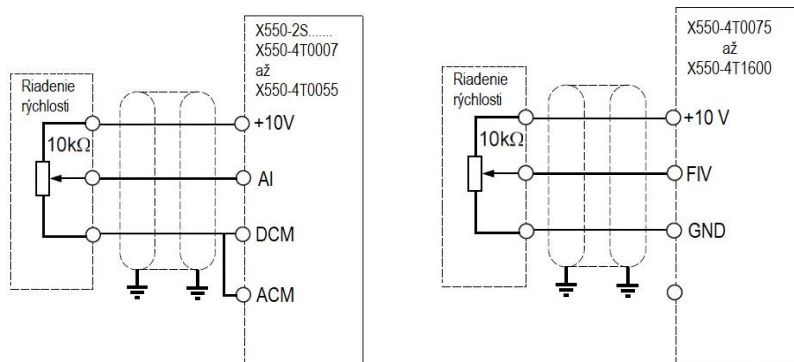 X550-2S.......
X550-4T0007
až
X550-4T0055
Riadenie
rýchlosti
10kΩ
+10V
AI
DCM
ACM
X550-4T0075
až
X550-4T1600
Riadenie
rýchlosti
10kΩ
+10 V
FIV
GND